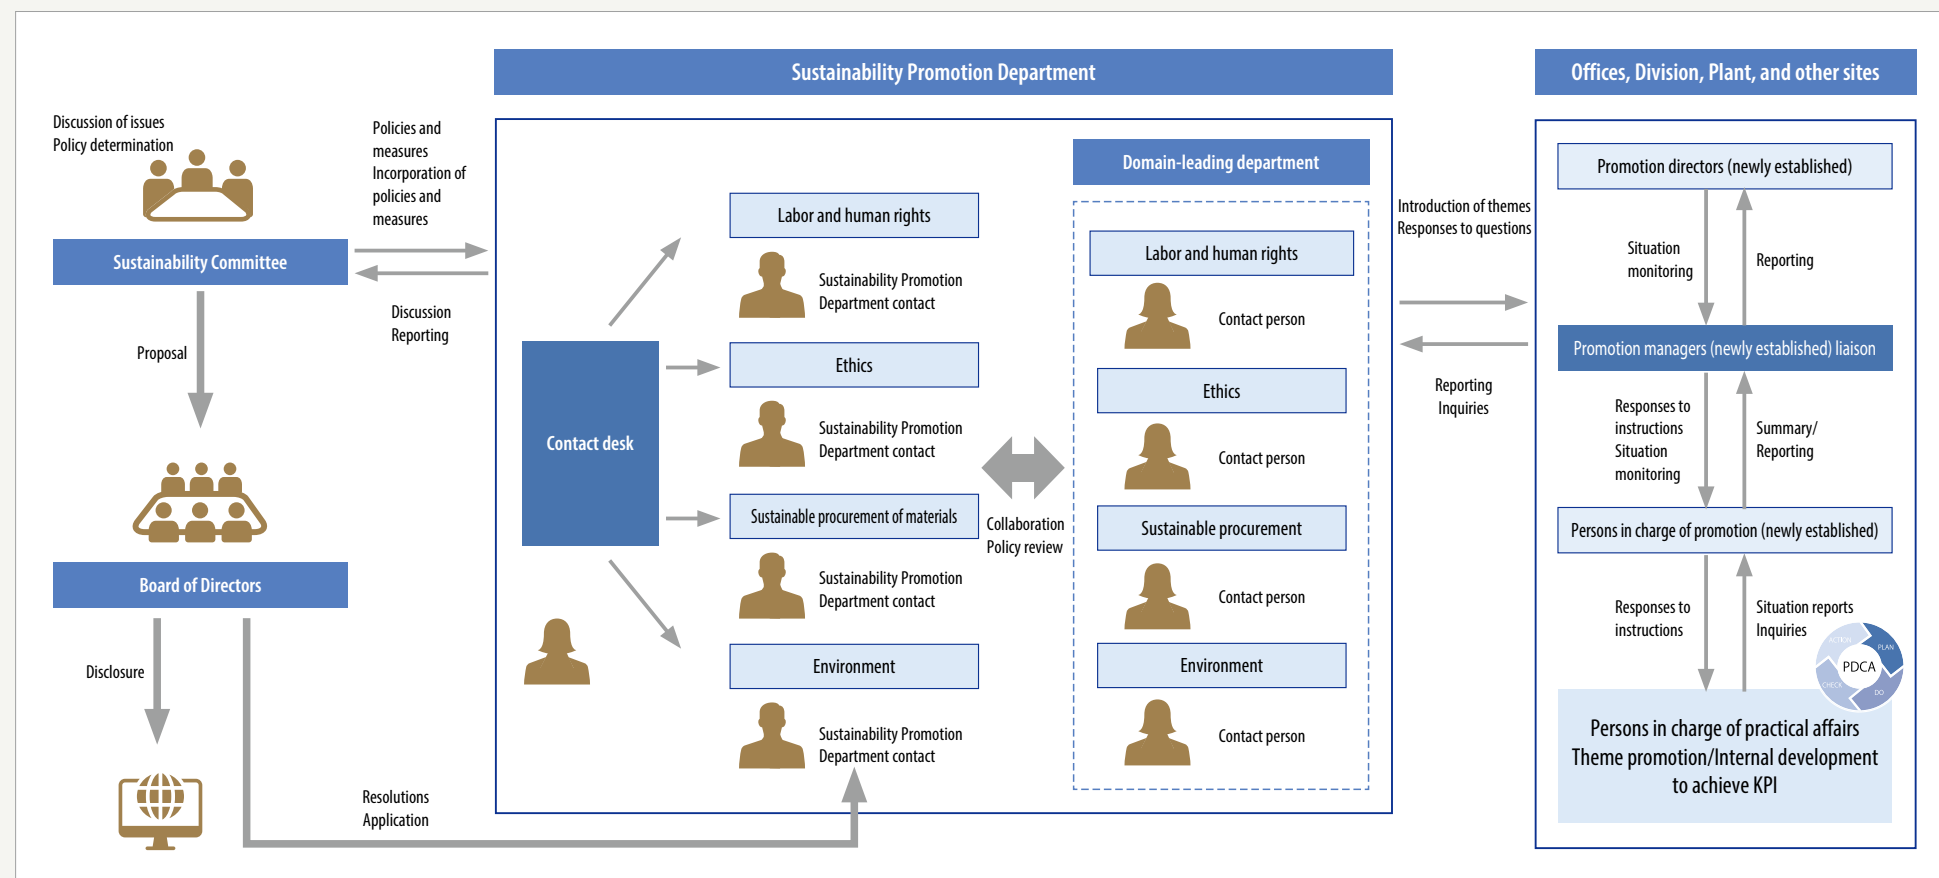 Sustainability Promotion Department
Offices, Division, Plant, and other sites
Discussion of issues
Policy determination
Sustainability Committee
Policies and
measures
Incorporation of
policies and
measures
Discussion
Reporting
Proposal
Board of Directors
Disclosure
Resolutions
Application
Contact desk
Labor and human rights
Sustainability Promotion
Department contact
Ethics
Sustainability Promotion
Department contact
Sustainable procurement of materials
Sustainability Promotion
Department contact
Environment
Sustainability Promotion
Department contact
Collaboration
Policy review
Domain-leading department
Labor and human rights
Contact person
Ethics
Contact person
Sustainable procurement
Contact person
Environment
Contact person
Introduction of themes
Responses to questions
Reporting
Inquiries
Promotion directors (newly established)
Situation
monitoring
Reporting
Promotion managers (newly established) liaison
Responses to
instructions
Situation
monitoring
Summary/
Reporting
Persons in charge of promotion (newly established)
Responses to
instructions
Situation reports
Inquiries
ACTION
PLAN
PDCA
CHECK
DO
Persons in charge of practical affairs
Theme promotion/Internal development
to achieve KPI